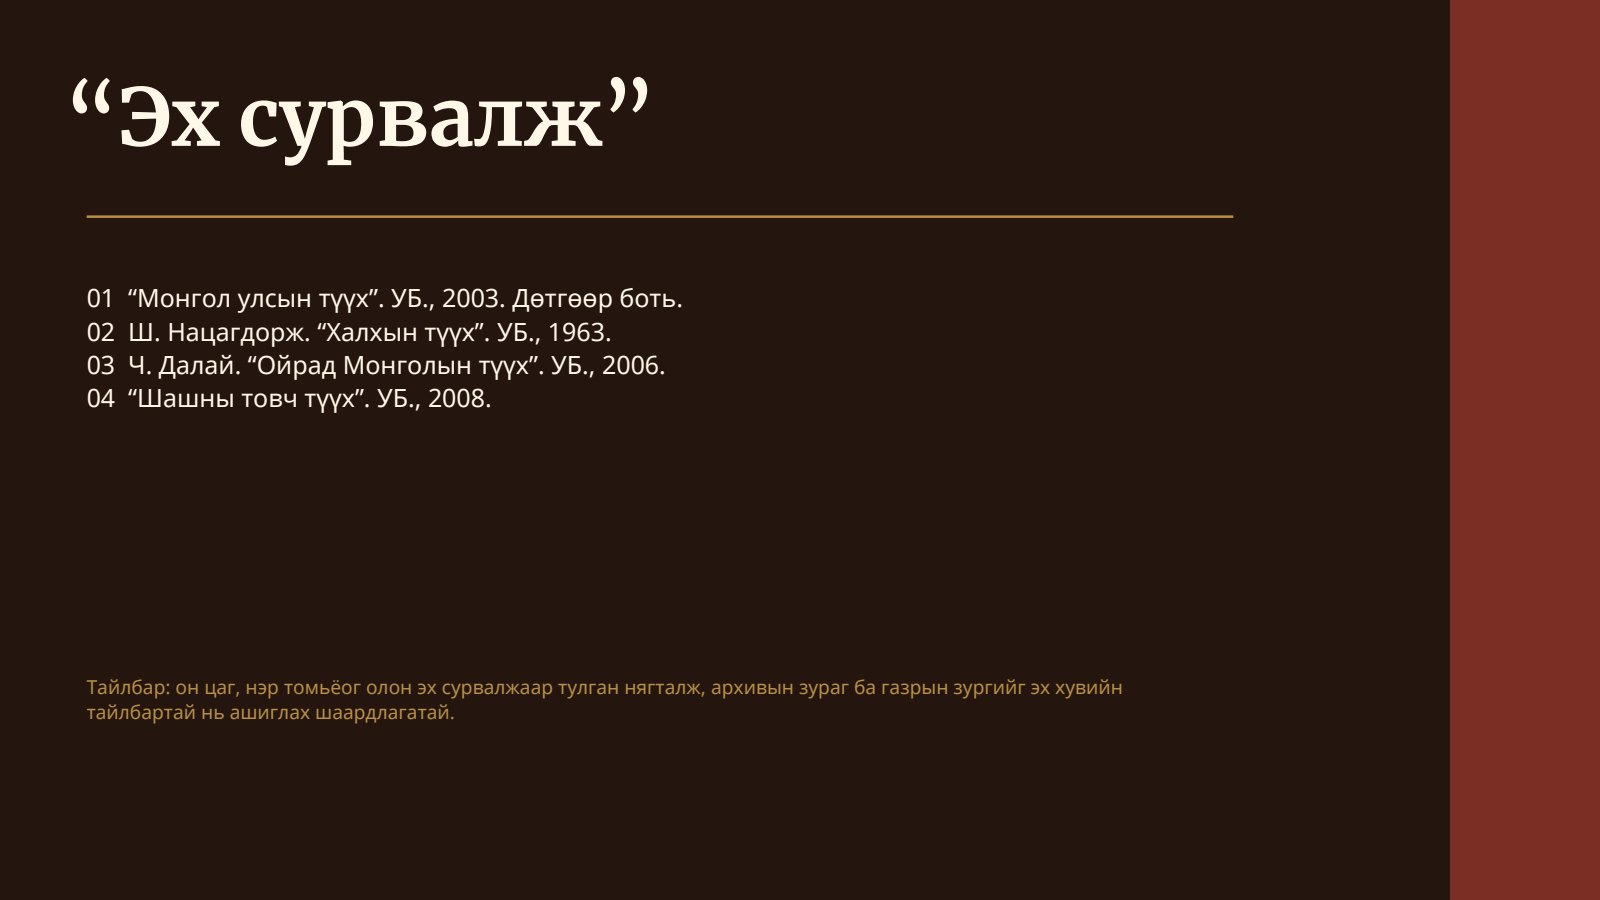 “Эх сурвалж”
01 “Монгол улсын түүх”. УБ., 2003. Дөтгөөр боть.
02 Ш. Нацагдорж. “Халхын түүх”. УБ., 1963.
03 Ч. Далай. “Ойрад Монголын түүх”. УБ., 2006.
04 “Шашны товч түүх”. УБ., 2008.
Тайлбар: он цаг, нэр томьёог олон эх сурвалжаар тулган нягталж, архивын зураг ба газрын зургийг эх хувийн
тайлбартай нь ашиглах шаардлагатай.